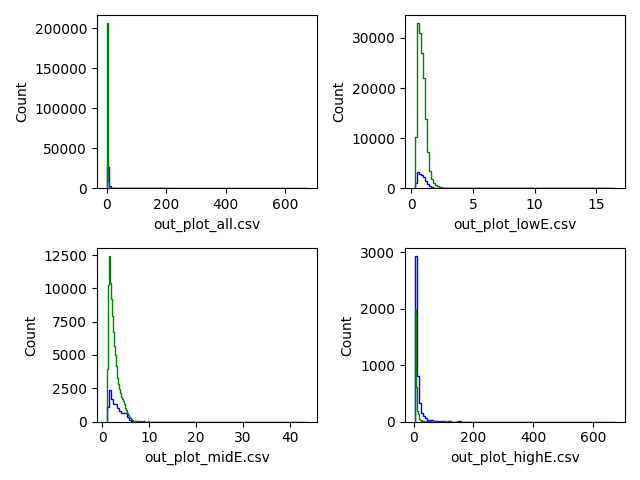 200000
150000
100000
50000
0
Count
0 200 400 600
out_plot_all.csv
30000
20000
10000
0
Count
0 5 10 15
out_plot_lowE.csv
12500
10000
7500
5000
2500
0
Count
0 10 20 30 40
out_plot_midE.csv
3000
2000
1000
0
Count
0 200 400 600
out_plot_highE.csv